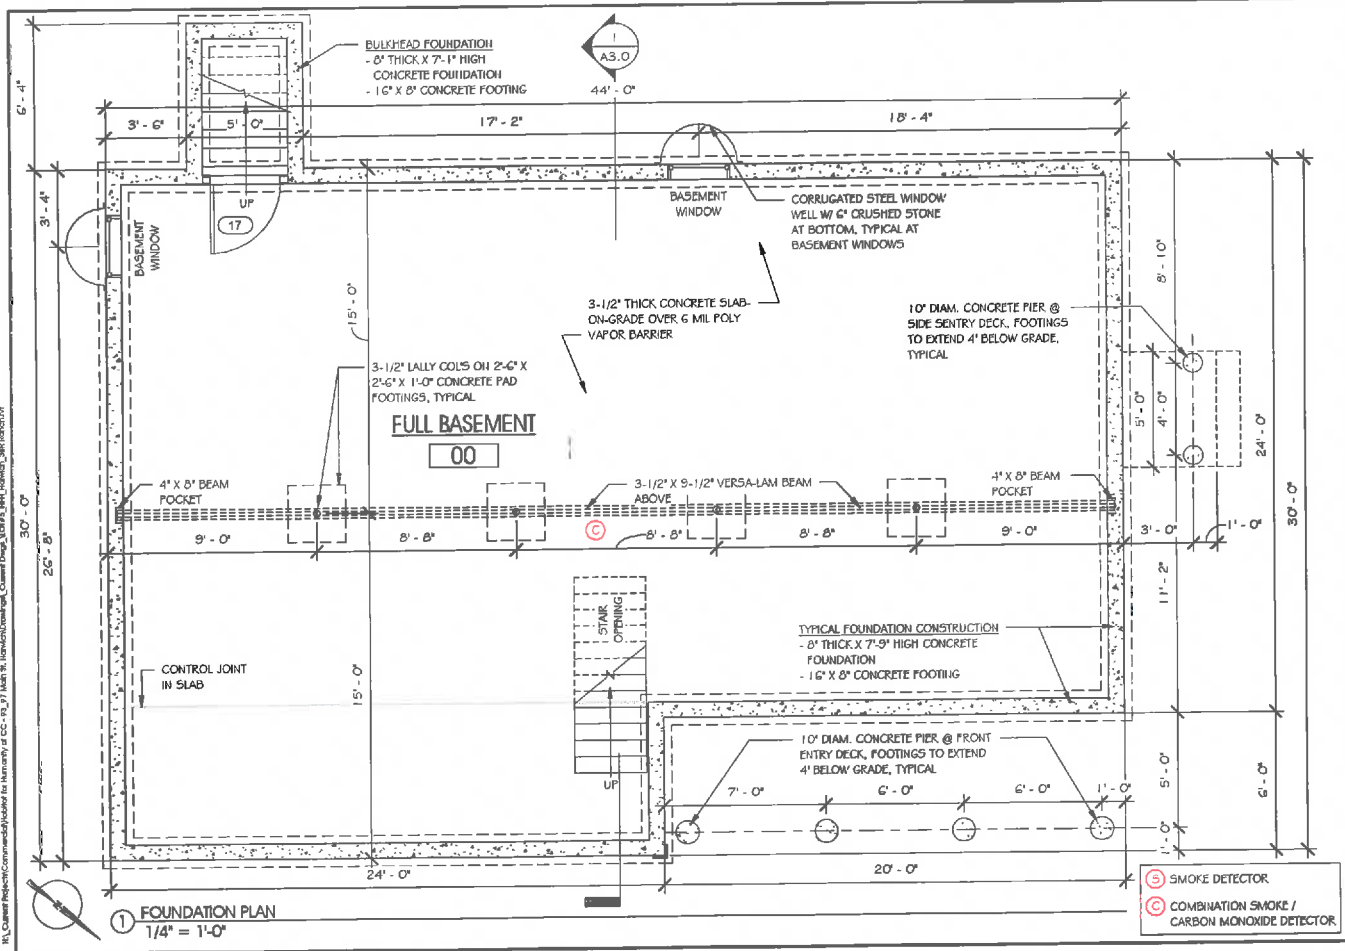 BULKHEAD FOUNDATION
- 8" THICK X 7'-1" HIGH
CONCRETE FOUNDATION
- 16" X 8" CONCRETE FOOTING
1
A3.0
44' - 0"
6' - 4"
3' - 6"
5' - 0"
17' - 2"
18' - 4"
UP
17
3' - 4"
BASEMENT
WINDOW
BASEMENT
WINDOW
CORRUGATED STEEL WINDOW
WELL W/ 6" CRUSHED STONE
AT BOTTOM, TYPICAL AT
BASEMENT WINDOWS
8' - 10"
15' - 0"
3-1/2" THICK CONCRETE SLAB-
ON-GRADE OVER 6 MIL POLY
VAPOR BARRIER
10" DIAM. CONCRETE PIER @
SIDE SENTRY DECK, FOOTINGS
TO EXTEND 4' BELOW GRADE,
TYPICAL
3-1/2" LALLY COL'S ON 2'-6" X
2'-6" X 1'-0" CONCRETE PAD
FOOTINGS, TYPICAL
FULL BASEMENT
00
5' - 0"
4' - 0"
24' - 0"
30' - 0"
4" X 8" BEAM
POCKET
3-1/2" X 9-1/2" VERSA-LAM BEAM
ABOVE
4" X 8" BEAM
POCKET
30' - 0"
26' - 8"
C
9' - 0"
8' - 8"
8' - 8"
8' - 8"
9' - 0"
3' - 0"
1' - 0"
11' - 2"
STAIR
OPENING
TYPICAL FOUNDATION CONSTRUCTION
- 8" THICK X 7'-9" HIGH CONCRETE
FOUNDATION
- 16" X 8" CONCRETE FOOTING
CONTROL JOINT
IN SLAB
15' - 0"
UP
10" DIAM. CONCRETE PIER @ FRONT
ENTRY DECK, FOOTINGS TO EXTEND
4' BELOW GRADE, TYPICAL
7' - 0"
6' - 0"
6' - 0"
1' - 0"
5' - 0"
6' - 0"
1' - 0"
24' - 0"
20' - 0"
S SMOKE DETECTOR
C COMBINATION SMOKE /
CARBON MONOXIDE DETECTOR
1 FOUNDATION PLAN
1/4" = 1'-0"